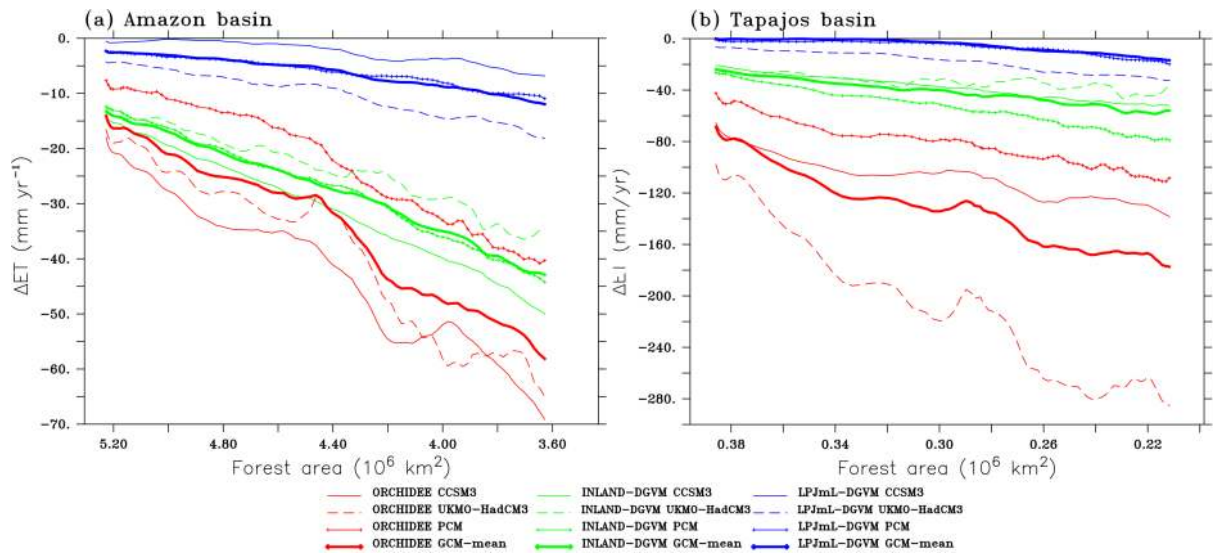 (a) Amazon basin
(b) Tapajos basin
0.
−10.
−20.
−30.
−40.
−50.
−60.
−70.
ΔET (mm yr⁻¹)
5.20 4.80 4.40 4.00 3.60
Forest area (10⁶ km²)
0.
−40.
−80.
−120.
−160.
−200.
−240.
−280.
ΔET (mm/yr)
0.38 0.34 0.30 0.26 0.22
Forest area (10⁶ km²)
ORCHIDEE CCSM3
ORCHIDEE UKMO−HadCM3
ORCHIDEE PCM
ORCHIDEE GCM−mean
INLAND−DGVM CCSM3
INLAND−DGVM UKMO−HadCM3
INLAND−DGVM PCM
INLAND−DGVM GCM−mean
LPJmL−DGVM CCSM3
LPJmL−DGVM UKMO−HadCM3
LPJmL−DGVM PCM
LPJmL−DGVM GCM−mean